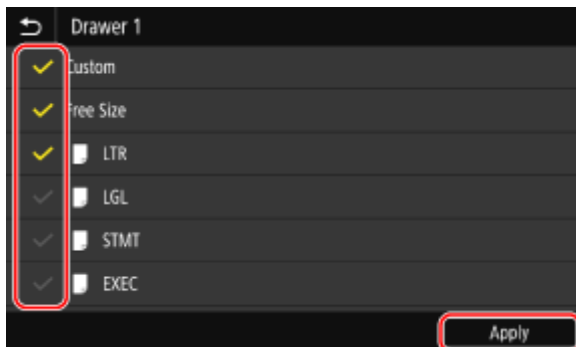 Drawer 1
Custom
Free Size
LTR
LGL
STMT
EXEC
Apply